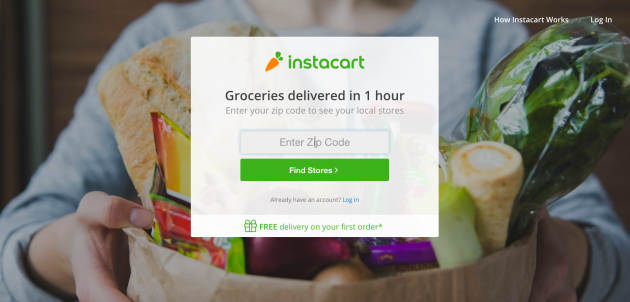 How Instacart Works Log In
instacart
Groceries delivered in 1 hour
Enter your zip code to see your local stores
Enter Zip Code
Find Stores >
Already have an account? Log in
FREE delivery on your first order*